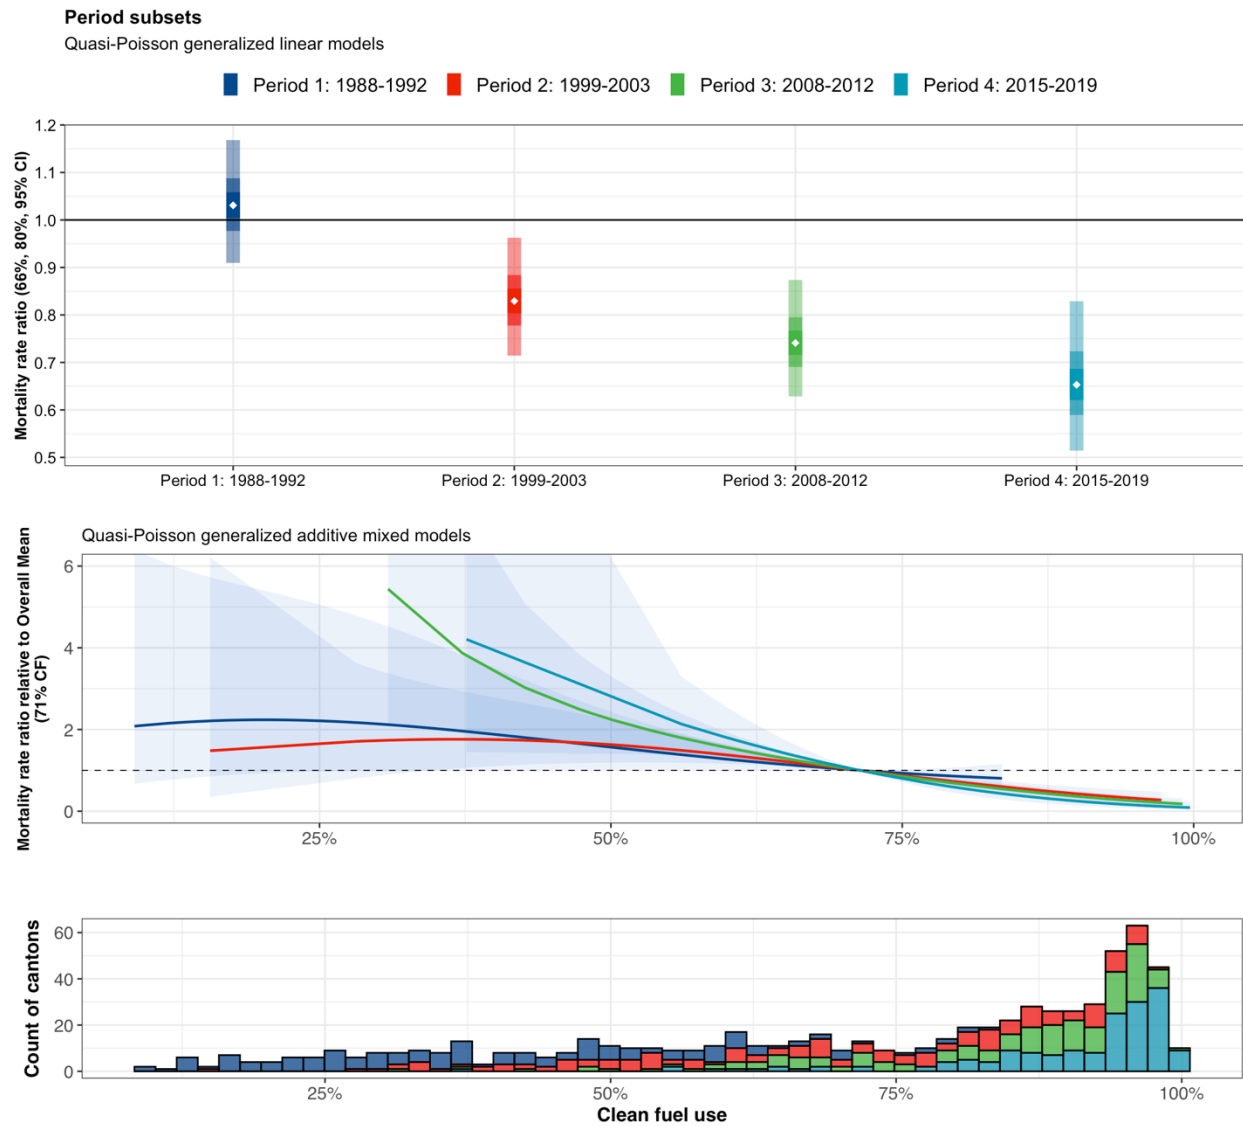 Period subsets
Quasi-Poisson generalized linear models
Period 1: 1988-1992 Period 2: 1999-2003 Period 3: 2008-2012 Period 4: 2015-2019
Mortality rate ratio (66%, 80%, 95% CI)
1.2
1.1
1.0
0.9
0.8
0.7
0.6
0.5
Period 1: 1988-1992 Period 2: 1999-2003 Period 3: 2008-2012 Period 4: 2015-2019
Quasi-Poisson generalized additive mixed models
Mortality rate ratio relative to Overall Mean
(71% CF)
6
4
2
0
25% 50% 75% 100%
Count of cantons
60
40
20
0
25% 50% 75% 100%
Clean fuel use